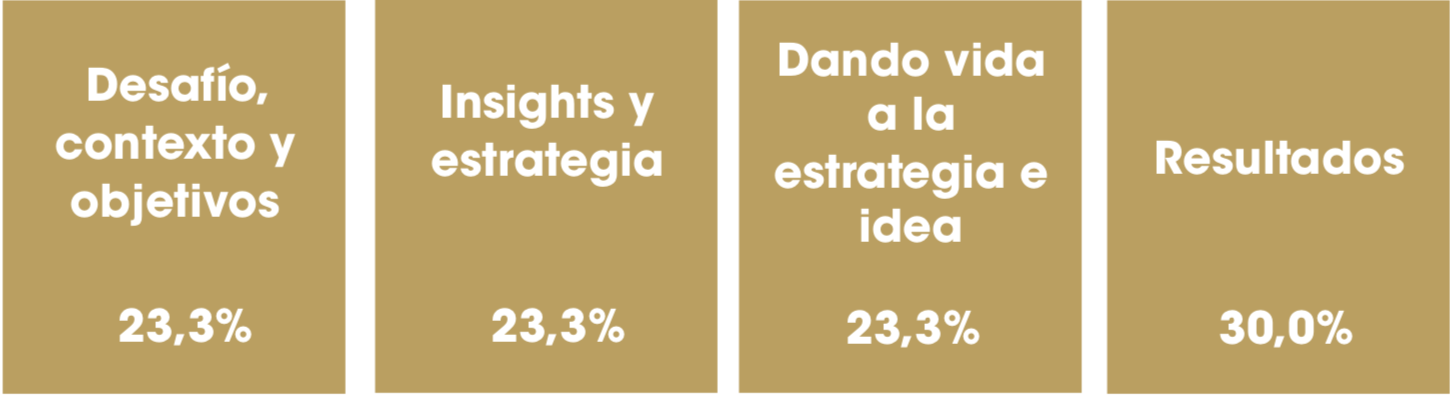 Desafío,
contexto y
objetivos
23,3%
Insights y
estrategia
23,3%
Dando vida
a la
estrategia e
idea
23,3%
Resultados
30,0%